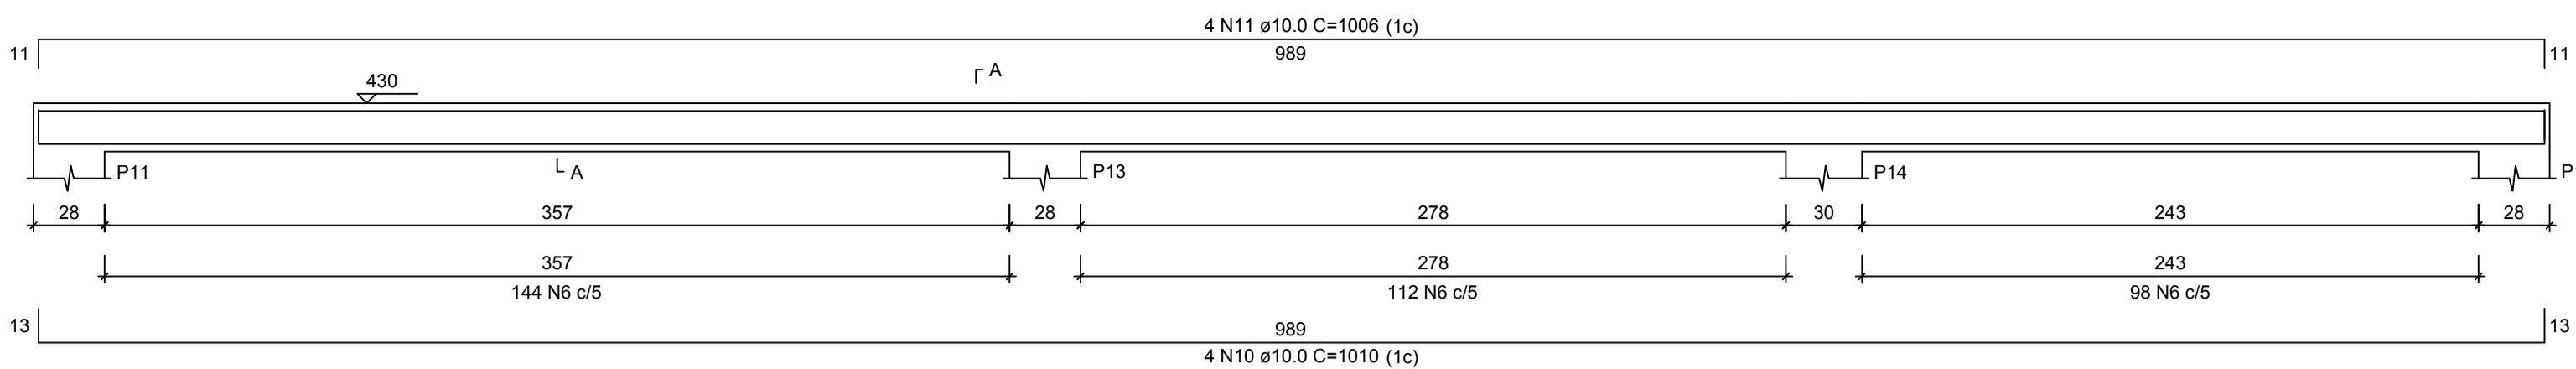 4 N11 ø10.0 C=1006 (1c)
11 989 11
A
430
P11 A P13 P14 P
28 357 28 278 30 243 28
357 278 243
144 N6 c/5 112 N6 c/5 98 N6 c/5
13 989 13
4 N10 ø10.0 C=1010 (1c)